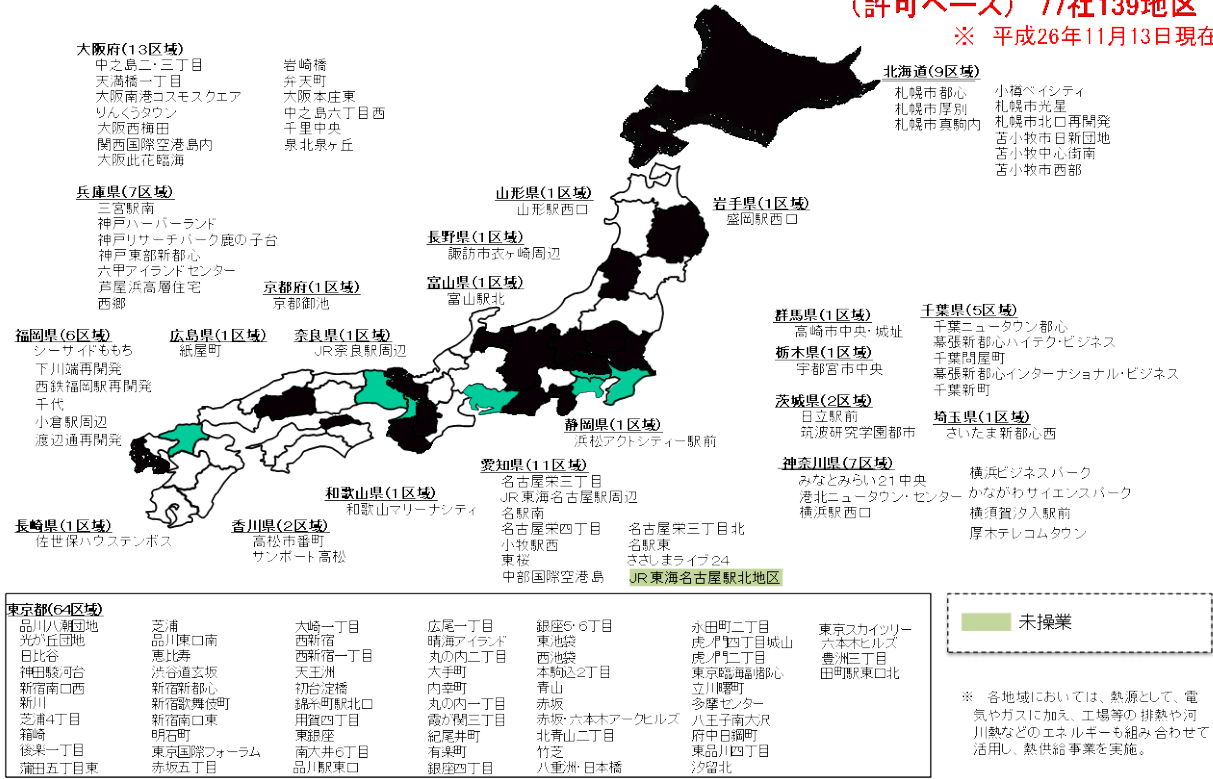 (許可ベース) 77社139地区
※ 平成26年11月13日現在
大阪府(13区域)
中之島二・三丁目
天満橋一丁目
大阪南港コスモスクエア
りんくうタウン
大阪西梅田
関西国際空港島内
大阪此花臨海
岩崎橋
弁天町
大阪本庄東
中之島六丁目西
千里中央
泉北泉ヶ丘
北海道(9区域)
札幌市都心
札幌市厚別
札幌市真駒内
小樽ベイシティ
札幌市光星
札幌市北口再開発
苫小牧市日新団地
苫小牧中心街南
苫小牧市西部
兵庫県(7区域)
三宮駅南
神戸ハーバーランド
神戸リサーチパーク鹿の子台
神戸東部新都心
六甲アイランドセンター
芦屋浜高層住宅
西郷
山形県(1区域)
山形駅西口
岩手県(1区域)
盛岡駅西口
長野県(1区域)
諏訪市衣ヶ崎周辺
京都府(1区域)
京都御池
富山県(1区域)
富山駅北
福岡県(6区域)
シーサイドももち
下川端再開発
西鉄福岡駅再開発
千代
小倉駅周辺
渡辺通再開発
広島県(1区域)
紙屋町
奈良県(1区域)
JR奈良駅周辺
群馬県(1区域)
高崎市中央・城址
栃木県(1区域)
宇都宮市中央
茨城県(2区域)
日立駅前
筑波研究学園都市
千葉県(5区域)
千葉ニュータウン都心
幕張新都心ハイテク・ビジネス
千葉問屋町
幕張新都心インターナショナル・ビジネス
千葉新町
埼玉県(1区域)
さいたま新都心西
静岡県(1区域)
浜松アクトシティー駅前
神奈川県(7区域)
みなとみらい21中央
港北ニュータウン・センター
横浜駅西口
横浜ビジネスパーク
かながわサイエンスパーク
横須賀汐入駅前
厚木テレコムタウン
愛知県(11区域)
名古屋栄三丁目
JR東海名古屋駅周辺
名駅南
名古屋栄四丁目
小牧駅西
東桜
中部国際空港島
名古屋栄三丁目北
名駅東
ささしまライブ24
JR東海名古屋駅北地区
和歌山県(1区域)
和歌山マリーナシティ
長崎県(1区域)
佐世保ハウステンボス
香川県(2区域)
高松市番町
サンポート高松
東京都(64区域)
品川八潮団地
光が丘団地
日比谷
神田駿河台
新宿南口西
新川
芝浦4丁目
箱崎
後楽一丁目
蒲田五丁目東
芝浦
品川東口南
恵比寿
渋谷道玄坂
新宿新都心
新宿歌舞伎町
新宿南口東
明石町
東京国際フォーラム
赤坂五丁目
大崎一丁目
西新宿
西新宿一丁目
天王洲
初台淀橋
錦糸町駅北口
用賀四丁目
東銀座
南大井6丁目
品川駅東口
広尾一丁目
晴海アイランド
丸の内二丁目
大手町
内幸町
丸の内一丁目
霞が関三丁目
紀尾井町
有楽町
銀座四丁目
銀座5・6丁目
東池袋
西池袋
本駒込2丁目
青山
赤坂
赤坂・六本木アークヒルズ
北青山二丁目
竹芝
八重洲・日本橋
永田町二丁目
虎ノ門四丁目城山
虎ノ門二丁目
東京臨海副都心
立川曙町
多摩センター
八王子南大沢
府中日鋼町
東品川四丁目
汐留北
東京スカイツリー
六本木ヒルズ
豊洲三丁目
田町駅東口北
未操業
※ 各地域においては、熱源として、電
気やガスに加え、工場等の排熱や河
川熱などのエネルギーも組み合わせて
活用し、熱供給事業を実施。